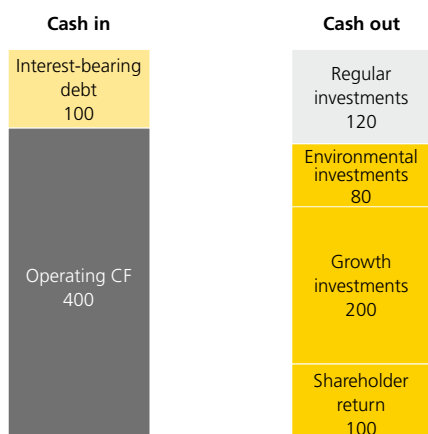 Cash in
Interest-bearing
debt
100
Operating CF
400
Cash out
Regular
investments
120
Environmental
investments
80
Growth
investments
200
Shareholder
return
100